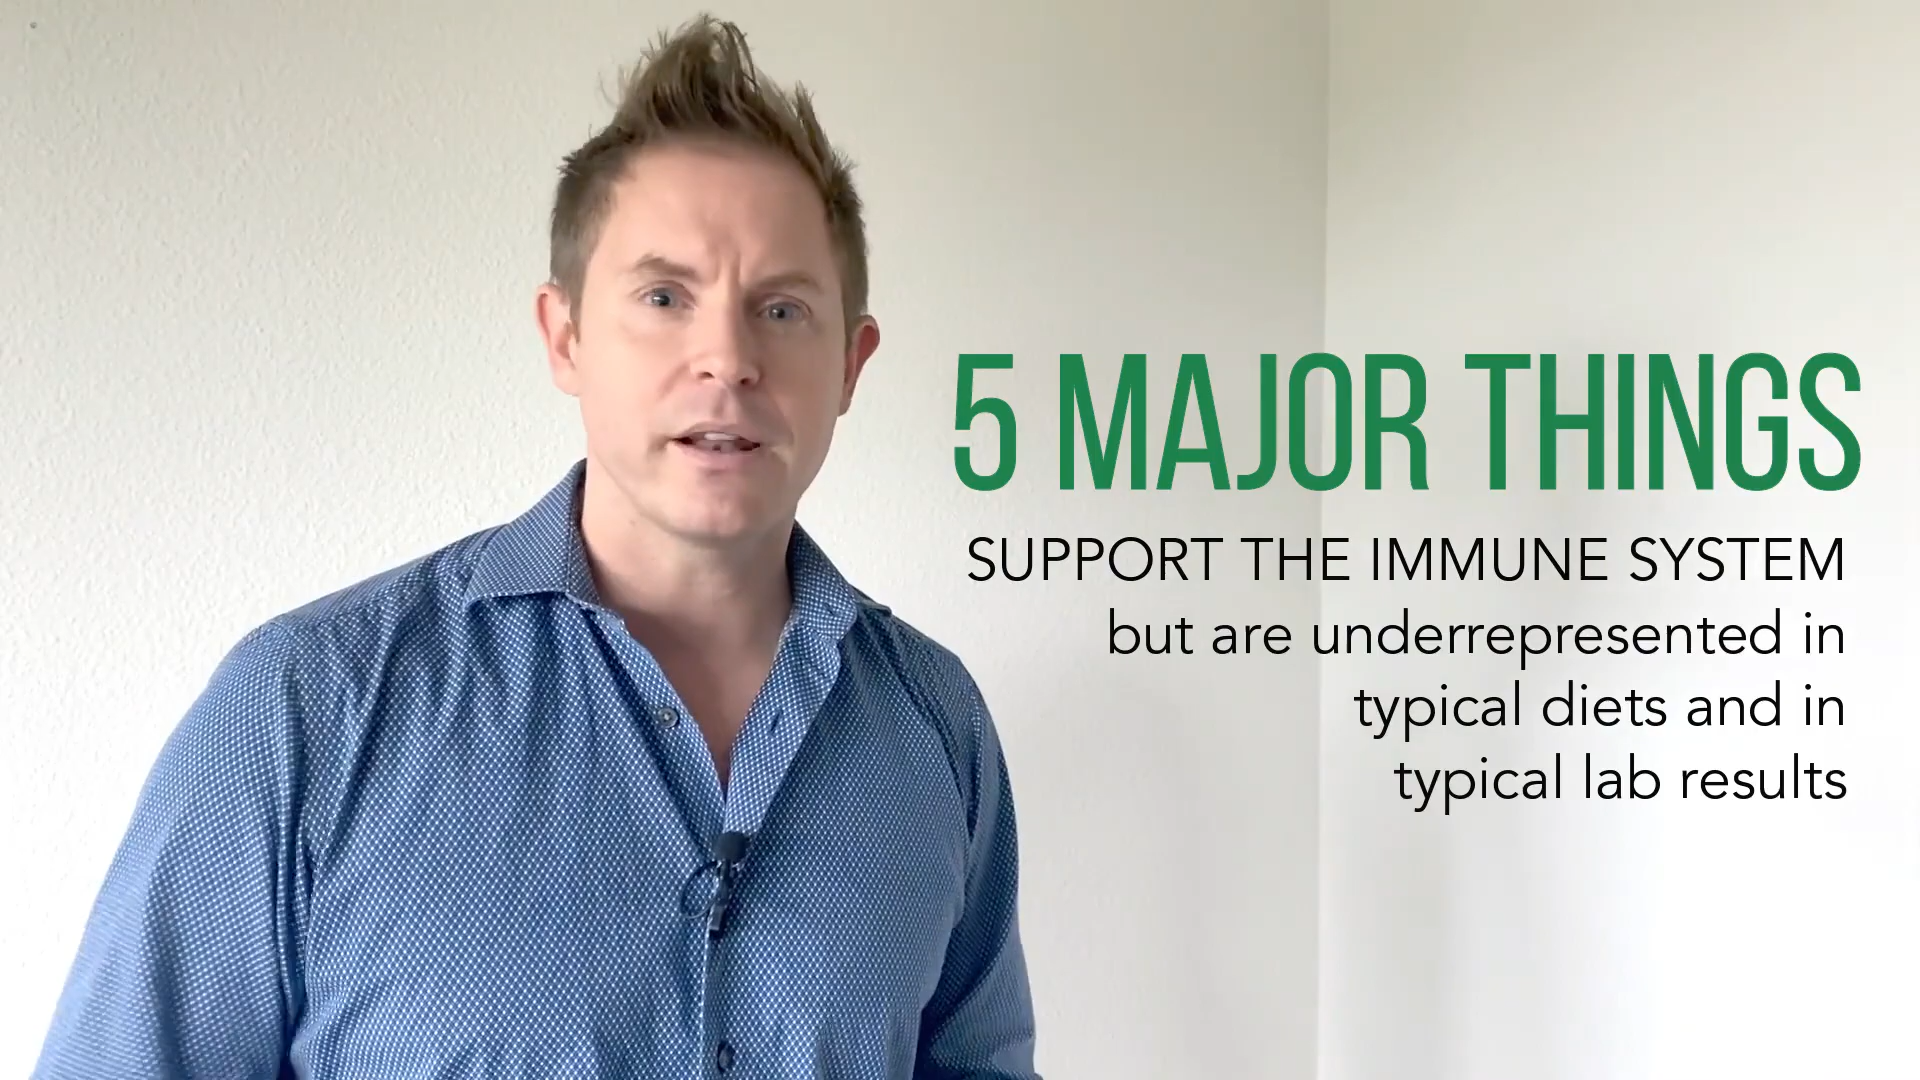 5 MAJOR THINGS
SUPPORT THE IMMUNE SYSTEM
but are underrepresented in
typical diets and in
typical lab results